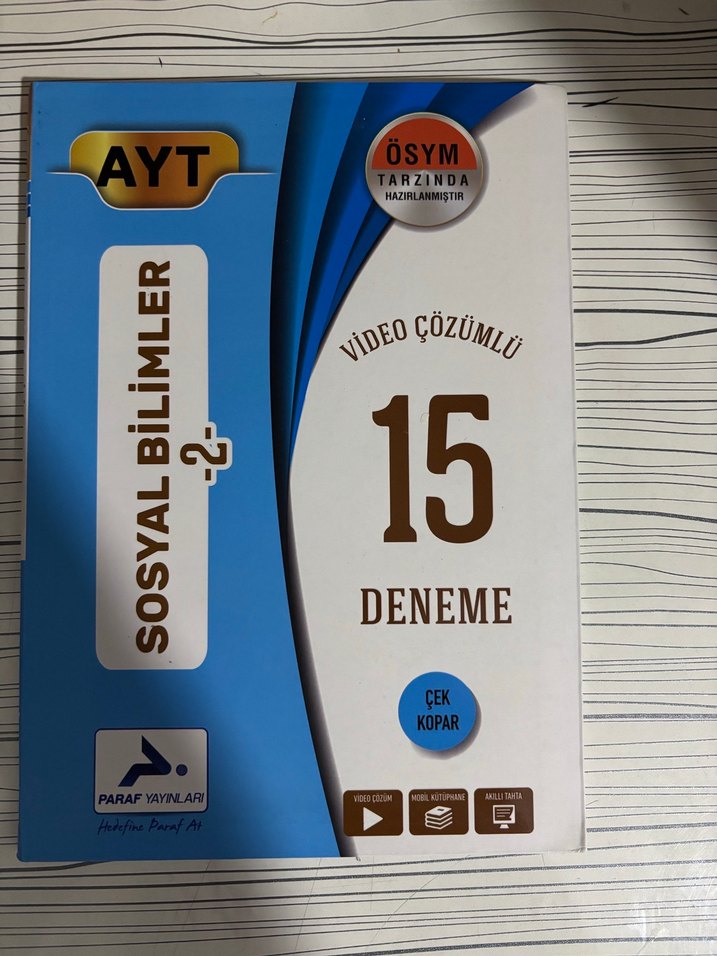 AYT
ÖSYM
TARZINDA
HAZIRLANMIŞTIR
SOSYAL BİLİMLER
-2-
VİDEO ÇÖZÜMLÜ
15
DENEME
ÇEK
KOPAR
PARAF YAYINLARI
Hedefine Paraf At
VİDEO ÇÖZÜM
MOBİL KÜTÜPHANE
AKILLI TAHTA